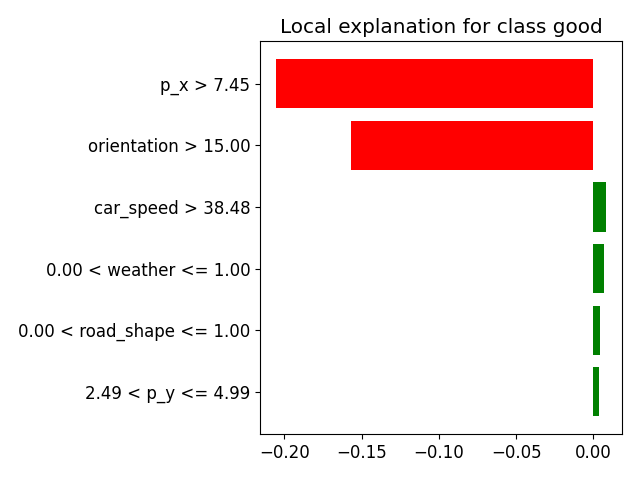 Local explanation for class good
p_x > 7.45
orientation > 15.00
car_speed > 38.48
0.00 < weather <= 1.00
0.00 < road_shape <= 1.00
2.49 < p_y <= 4.99
−0.20 −0.15 −0.10 −0.05 0.00